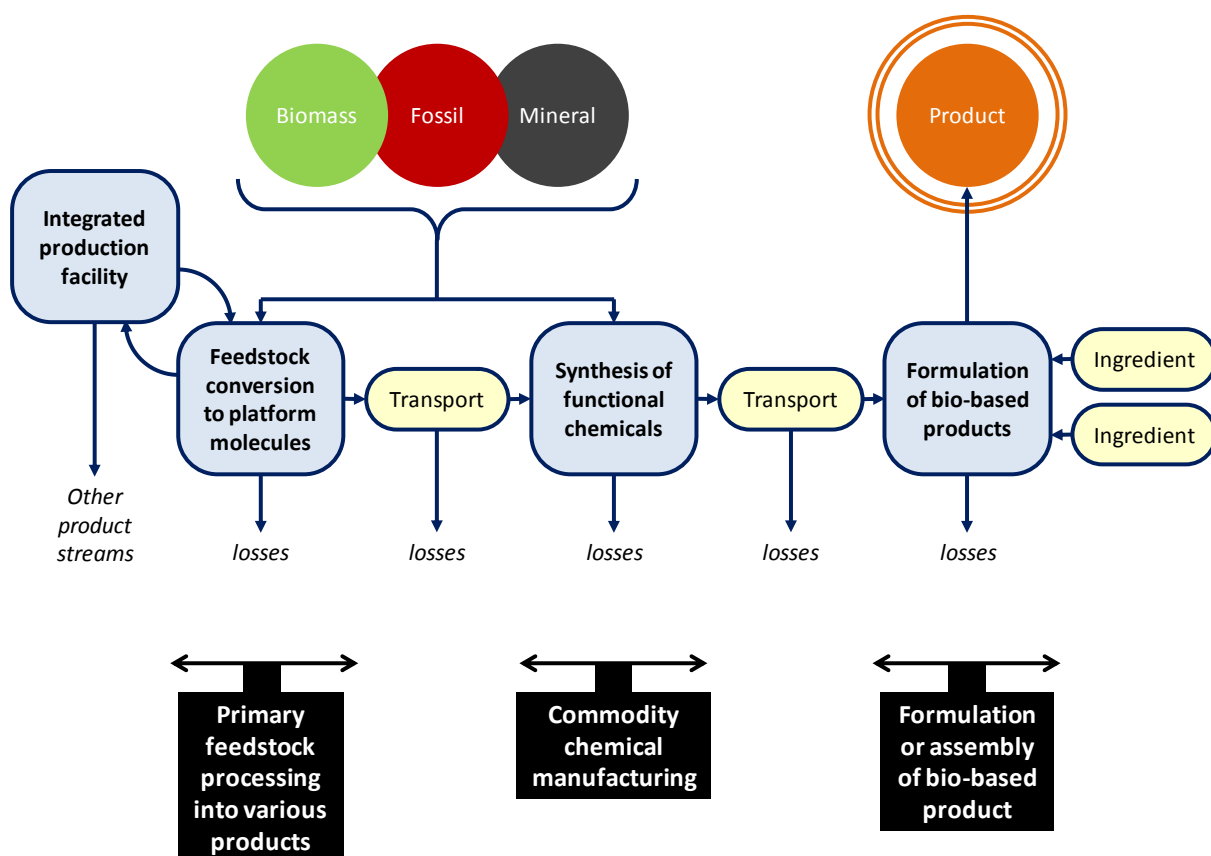 Biomass
Fossil
Mineral
Product
Integrated
production
facility
Feedstock
conversion
to platform
molecules
Transport
Synthesis of
functional
chemicals
Transport
Formulation
of bio-based
products
Ingredient
Ingredient
Other
product
streams
losses
losses
losses
losses
losses
Primary
feedstock
processing
into various
products
Commodity
chemical
manufacturing
Formulation
or assembly
of bio-based
product